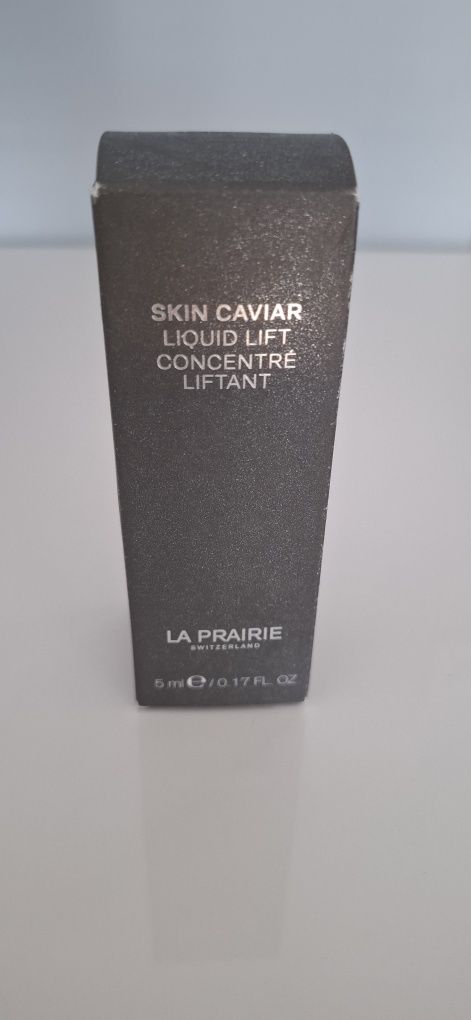 SKIN CAVIAR
LIQUID LIFT
CONCENTRÉ
LIFTANT
LA PRAIRIE
SWITZERLAND
5 ml ℮ / 0.17 FL. OZ